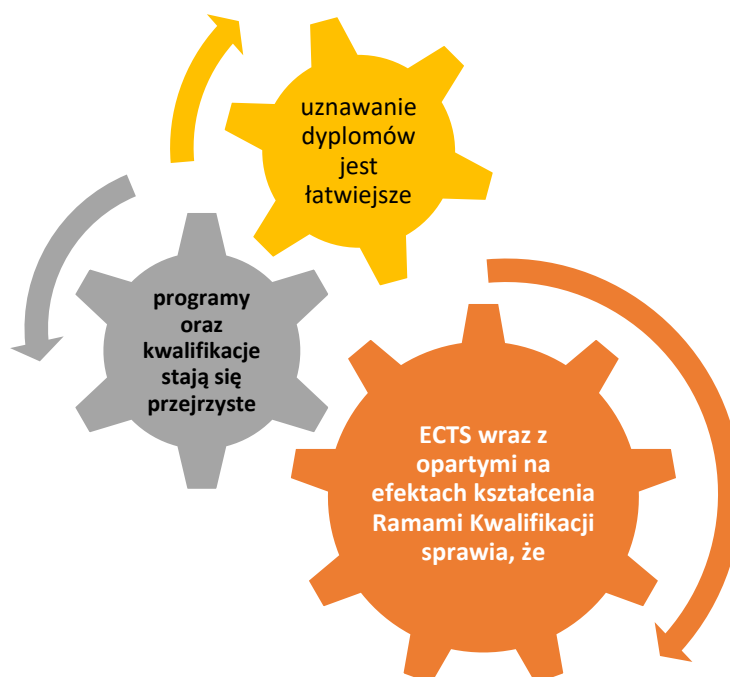 uznawanie
dyplomów
jest
łatwiejsze
programy
oraz
kwalifikacje
stają się
przejrzyste
ECTS wraz z
opartymi na
efektach kształcenia
Ramami Kwalifikacji
sprawia, że